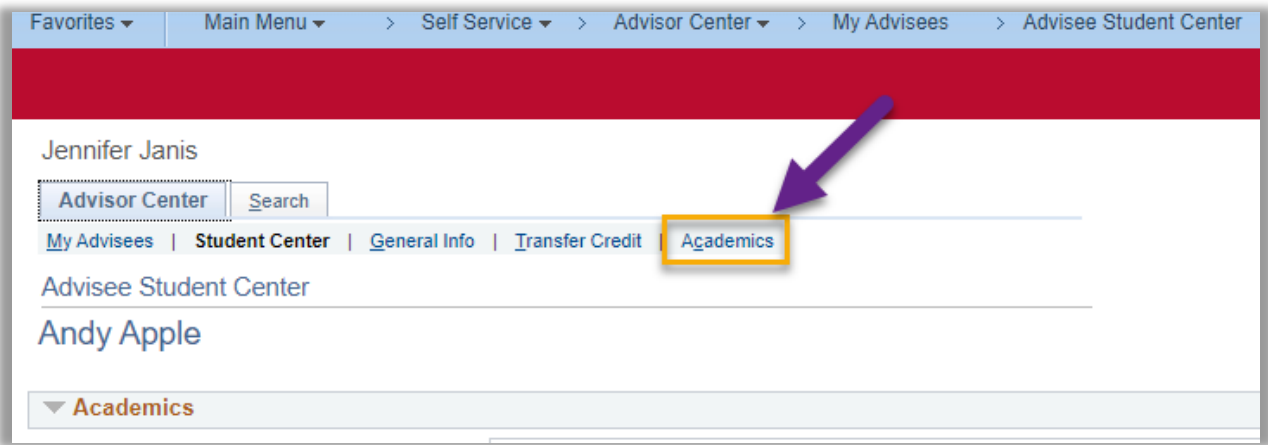 Favorites Main Menu > Self Service > Advisor Center > My Advisees > Advisee Student Center
Jennifer Janis
Advisor Center Search
My Advisees | Student Center | General Info | Transfer Credit | Academics
Advisee Student Center
Andy Apple
Academics